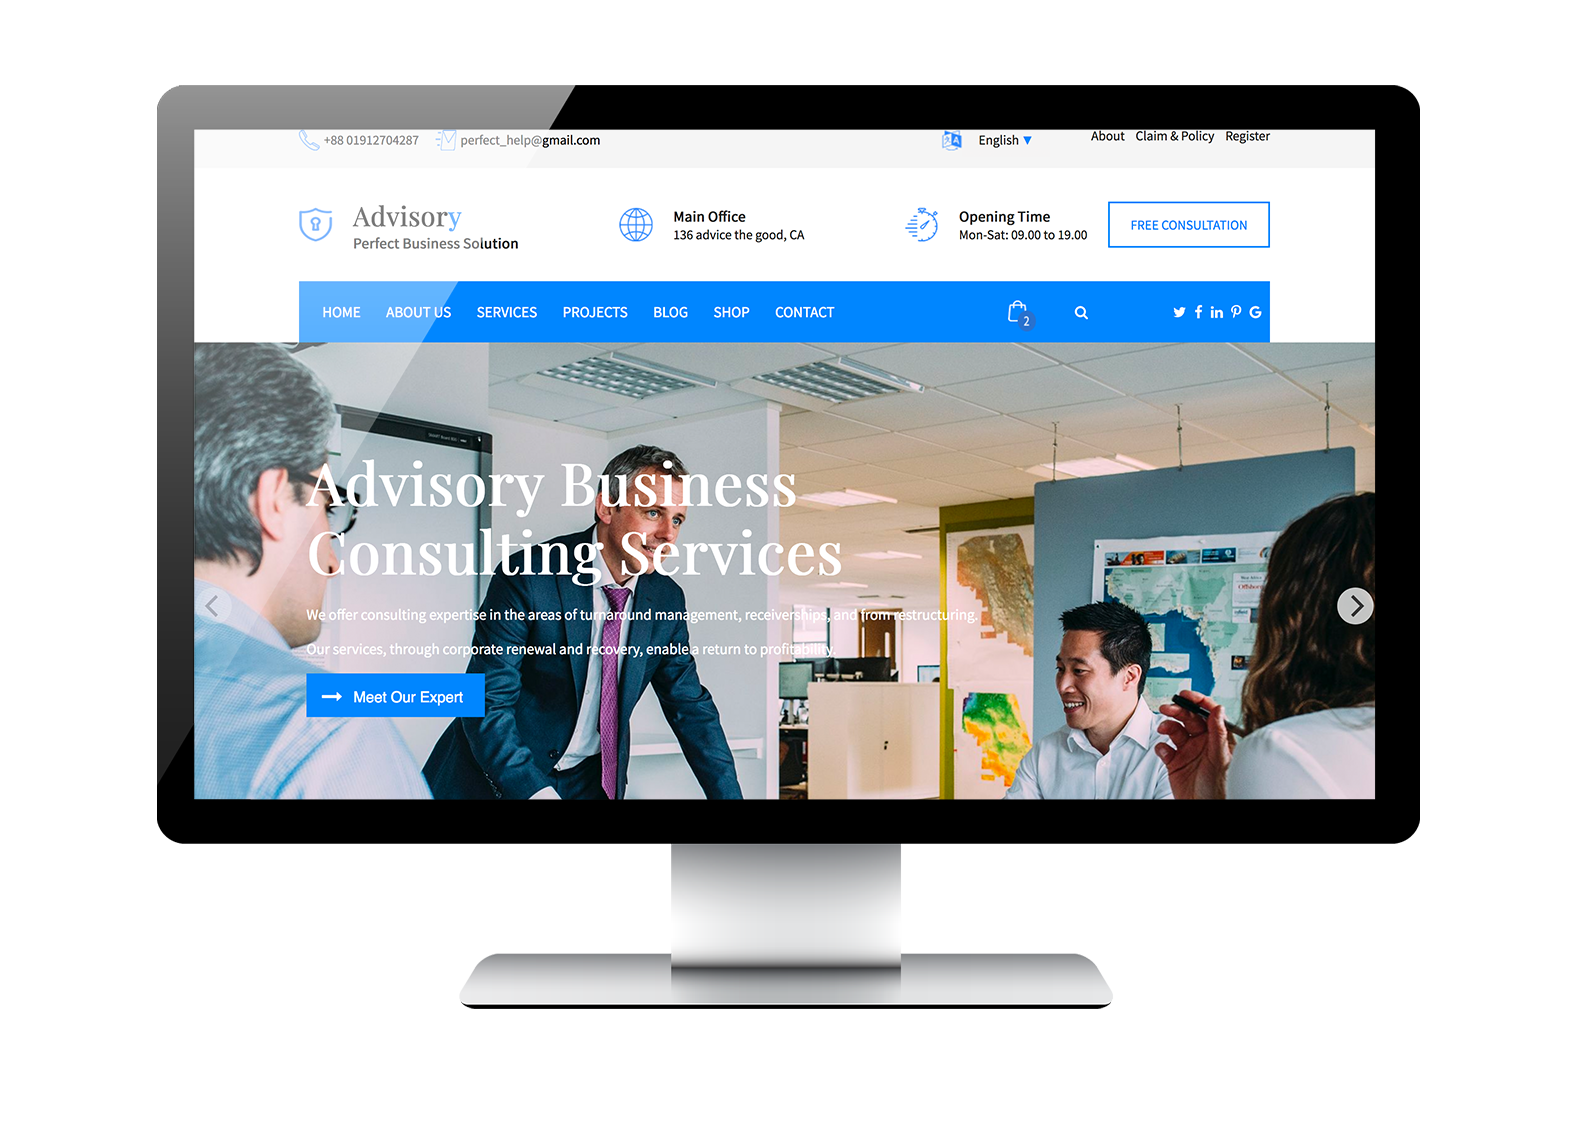 +88 01912704287 perfect_help@gmail.com English ▼ About Claim & Policy Register
Advisory
Perfect Business Solution
Main Office
136 advice the good, CA
Opening Time
Mon-Sat: 09.00 to 19.00
FREE CONSULTATION
HOME ABOUT US SERVICES PROJECTS BLOG SHOP CONTACT 2
Advisory Business
Consulting Services
We offer consulting expertise in the areas of turnaround management, receiverships, and from restructuring.
Our services, through corporate renewal and recovery, enable a return to profitability.
Meet Our Expert